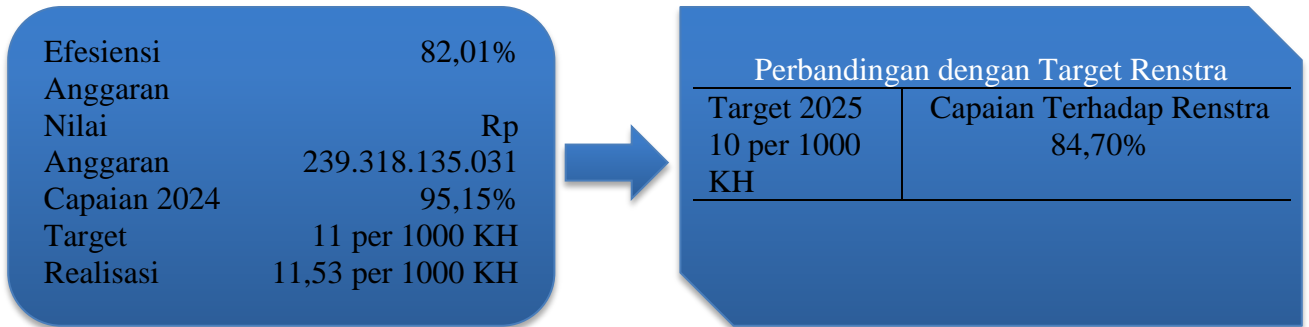 Efesiensi 82,01%
Anggaran
Nilai Rp
Anggaran 239.318.135.031
Capaian 2024 95,15%
Target 11 per 1000 KH
Realisasi 11,53 per 1000 KH
Perbandingan dengan Target Renstra
Target 2025 Capaian Terhadap Renstra
10 per 1000 84,70%
KH